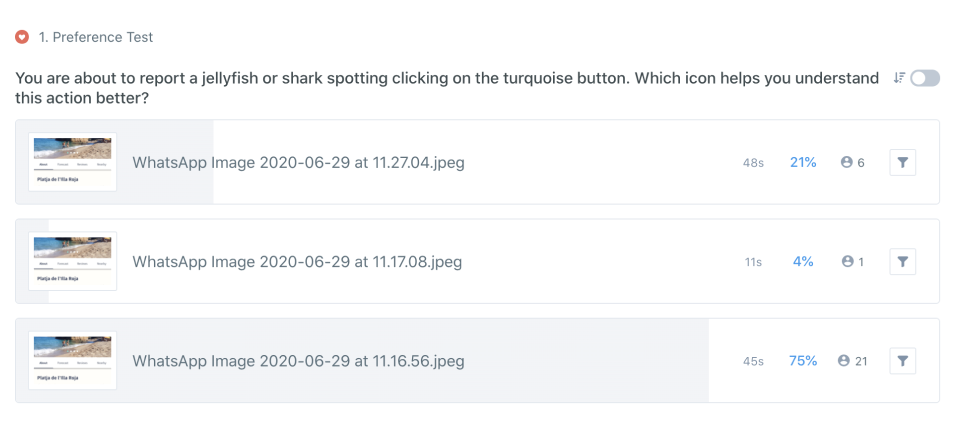 1. Preference Test
You are about to report a jellyfish or shark spotting clicking on the turquoise button. Which icon helps you understand
this action better?
WhatsApp Image 2020-06-29 at 11.27.04.jpeg 48s 21% 6
Platja de l'Illa Roja
WhatsApp Image 2020-06-29 at 11.17.08.jpeg 11s 4% 1
Platja de l'Illa Roja
WhatsApp Image 2020-06-29 at 11.16.56.jpeg 45s 75% 21
Platja de l'Illa Roja